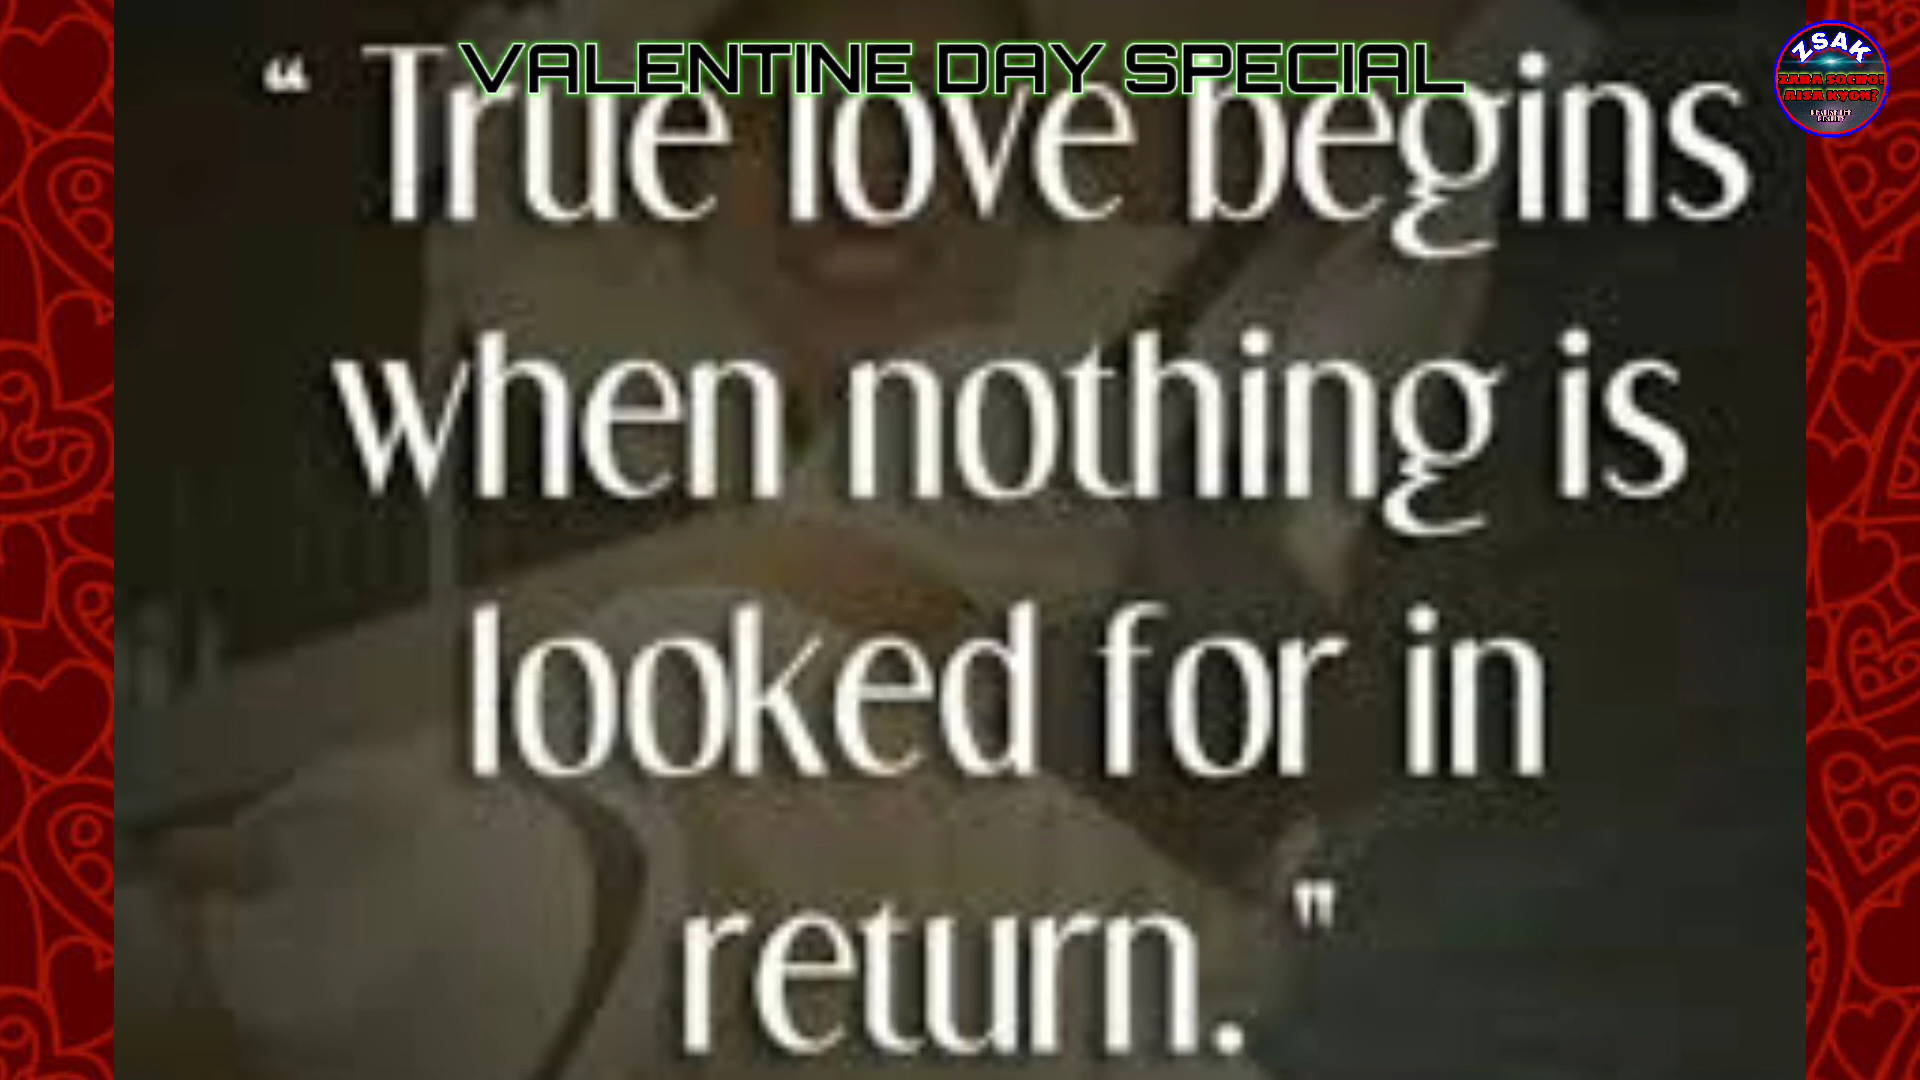 VALENTINE DAY SPECIAL
“ True love begins
when nothing is
looked for in
return. "
ZSAK
ZARA SOCHO!
AISA KYON?